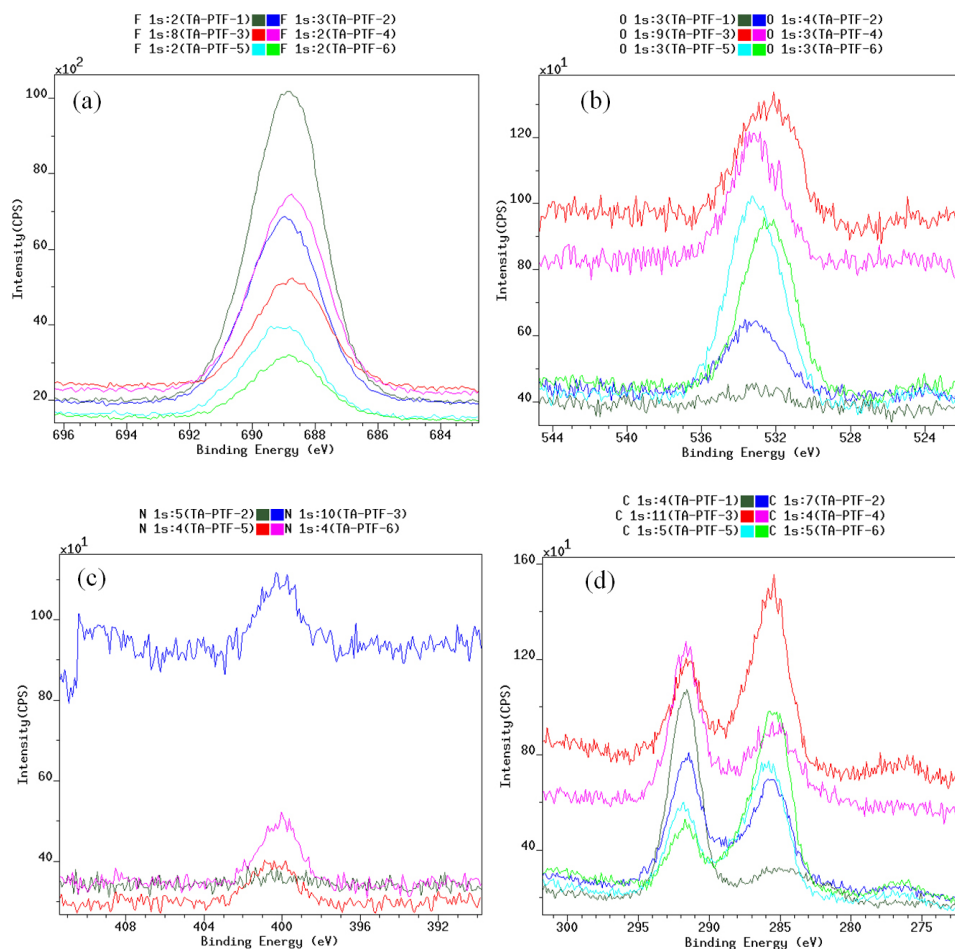 F 1s:2(TA-PTF-1) F 1s:3(TA-PTF-2)
F 1s:8(TA-PTF-3) F 1s:2(TA-PTF-4)
F 1s:2(TA-PTF-5) F 1s:2(TA-PTF-6)
x10²
(a)
100
80
60
40
20
Intensity(CPS)
696 694 692 690 688 686 684
Binding Energy (eV)
O 1s:3(TA-PTF-1) O 1s:4(TA-PTF-2)
O 1s:9(TA-PTF-3) O 1s:3(TA-PTF-4)
O 1s:3(TA-PTF-5) O 1s:3(TA-PTF-6)
x10¹
(b)
120
100
80
60
40
Intensity(CPS)
544 540 536 532 528 524
Binding Energy (eV)
N 1s:5(TA-PTF-2) N 1s:10(TA-PTF-3)
N 1s:4(TA-PTF-5) N 1s:4(TA-PTF-6)
x10¹
(c)
100
80
60
40
Intensity(CPS)
408 404 400 396 392
Binding Energy (eV)
C 1s:4(TA-PTF-1) C 1s:7(TA-PTF-2)
C 1s:11(TA-PTF-3) C 1s:4(TA-PTF-4)
C 1s:5(TA-PTF-5) C 1s:5(TA-PTF-6)
x10¹
(d)
160
120
80
40
Intensity(CPS)
300 295 290 285 280 275
Binding Energy (eV)